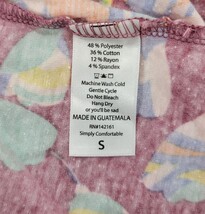 48 % Polyester
36 % Cotton
12 % Rayon
4 % Spandex
Machine Wash Cold
Gentle Cycle
Do Not Bleach
Hang Dry
or you'll be sad!
MADE IN GUATEMALA
RN#142161
Simply Comfortable
S